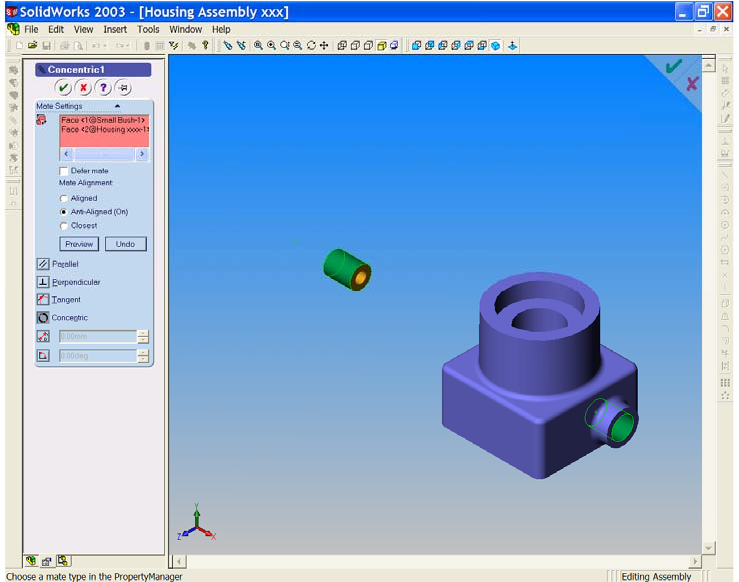 SolidWorks 2003 - [Housing Assembly xxx]
File Edit View Insert Tools Window Help
Concentric1
Mate Settings
Face <1@Small Bush-1>
Face <2@Housing xxxx-1>
Defer mate
Mate Alignment:
Aligned
Anti-Aligned (On)
Closest
Preview Undo
Parallel
Perpendicular
Tangent
Concentric
0.00mm
0.00deg
Y
Z X
Choose a mate type in the PropertyManager Editing Assembly